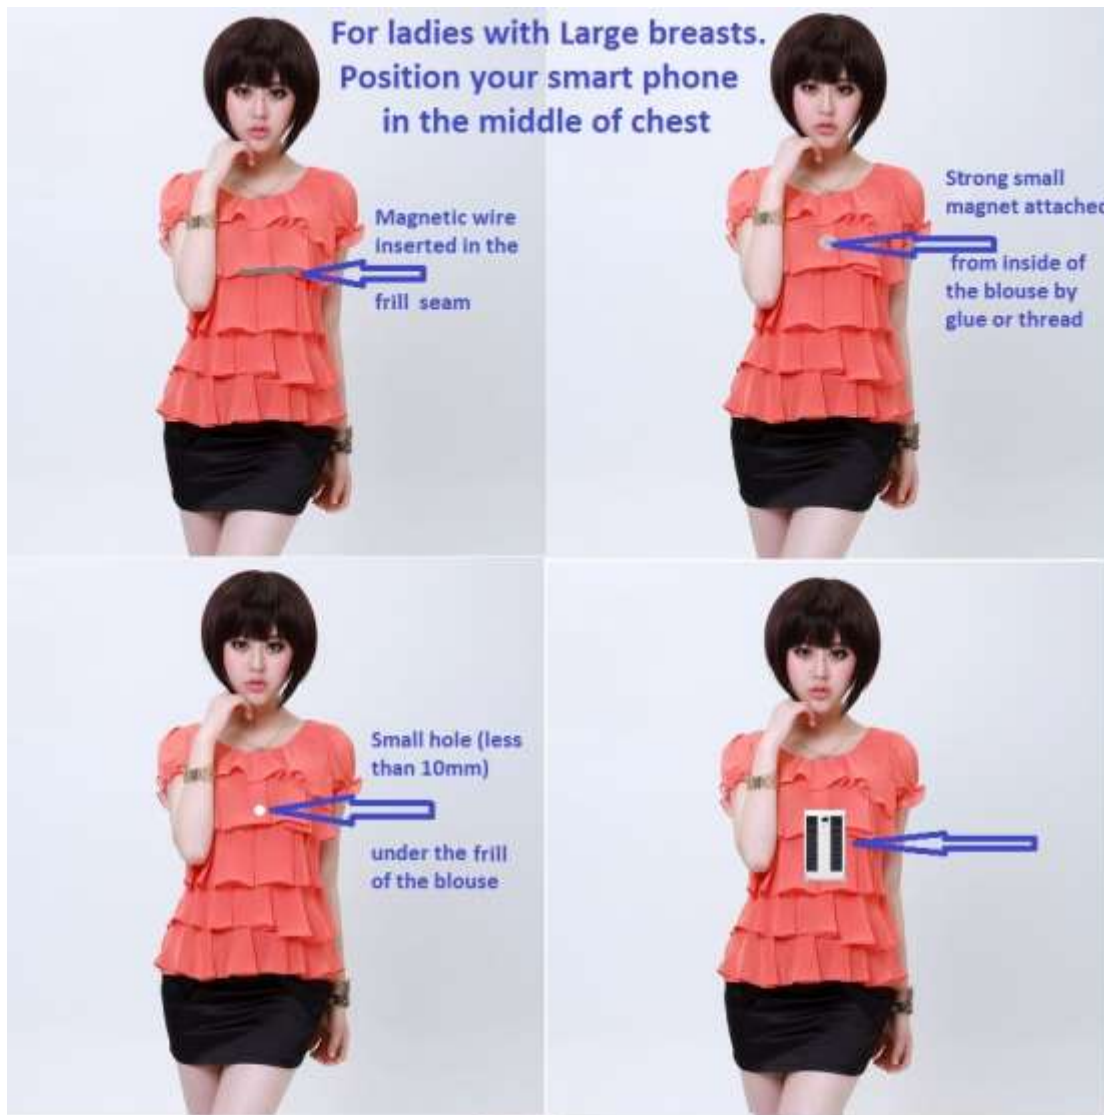 For ladies with Large breasts.
Position your smart phone
in the middle of chest
Magnetic wire
inserted in the
frill seam
Strong small
magnet attached
from inside of
the blouse by
glue or thread
Small hole (less
than 10mm)
under the frill
of the blouse